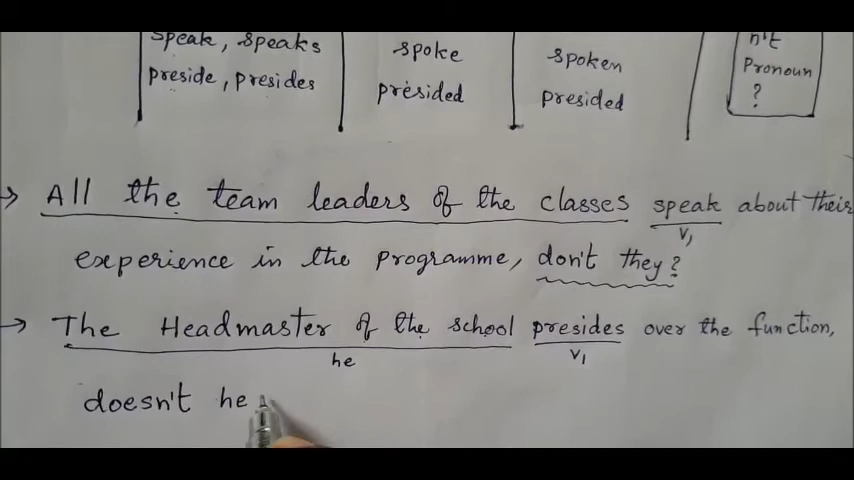 speak, speaks spoke spoken n't
preside, presides presided presided Pronoun
?
All the team leaders of the classes speak about their
V₁
experience in the programme, don't they?
The Headmaster of the school presides over the function,
he V₁
doesn't he